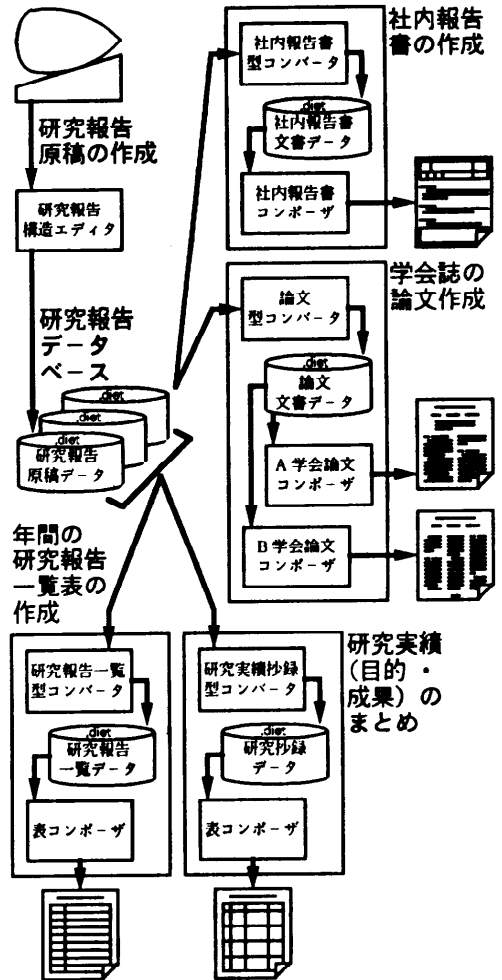 社内報告
書の作成
社内報告書
型コンバータ
.diet
社内報告書
文書データ
社内報告書
コンポーザ
研究報告
原稿の作成
研究報告
構造エディタ
研究報告
データ
ベース
.diet
.diet
.diet
研究報告
原稿データ
学会誌の
論文作成
論文
型コンバータ
.diet
論文
文書データ
A 学会論文
コンポーザ
B 学会論文
コンポーザ
年間の
研究報告
一覧表の
作成
研究報告一覧
型コンバータ
.diet
研究報告
一覧データ
表コンポーザ
研究実績
(目的・
成果)の
まとめ
研究実績抄録
型コンバータ
.diet
研究抄録
データ
表コンポーザ